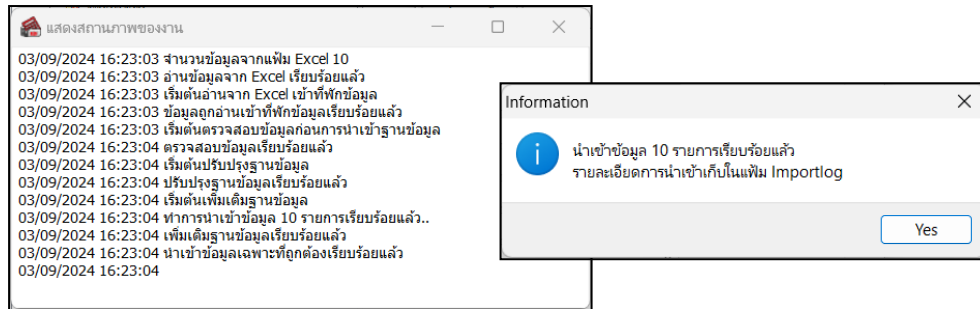 แสดงสถานภาพของงาน
03/09/2024 16:23:03 จำนวนข้อมูลจากแฟ้ม Excel 10
03/09/2024 16:23:03 อ่านข้อมูลจาก Excel เรียบร้อยแล้ว
03/09/2024 16:23:03 เริ่มต้นอ่านจาก Excel เข้าที่พักข้อมูล
03/09/2024 16:23:03 ข้อมูลถูกอ่านเข้าที่พักข้อมูลเรียบร้อยแล้ว
03/09/2024 16:23:03 เริ่มต้นตรวจสอบข้อมูลก่อนการนำเข้าฐานข้อมูล
03/09/2024 16:23:04 ตรวจสอบข้อมูลเรียบร้อยแล้ว
03/09/2024 16:23:04 เริ่มต้นปรับปรุงฐานข้อมูล
03/09/2024 16:23:04 ปรับปรุงฐานข้อมูลเรียบร้อยแล้ว
03/09/2024 16:23:04 เริ่มต้นเพิ่มเติมฐานข้อมูล
03/09/2024 16:23:04 ทำการนำเข้าข้อมูล 10 รายการเรียบร้อยแล้ว..
03/09/2024 16:23:04 เพิ่มเติมฐานข้อมูลเรียบร้อยแล้ว
03/09/2024 16:23:04 นำเข้าข้อมูลเฉพาะที่ถูกต้องเรียบร้อยแล้ว
03/09/2024 16:23:04
Information
นำเข้าข้อมูล 10 รายการเรียบร้อยแล้ว
รายละเอียดการนำเข้าเก็บในแฟ้ม Importlog
Yes